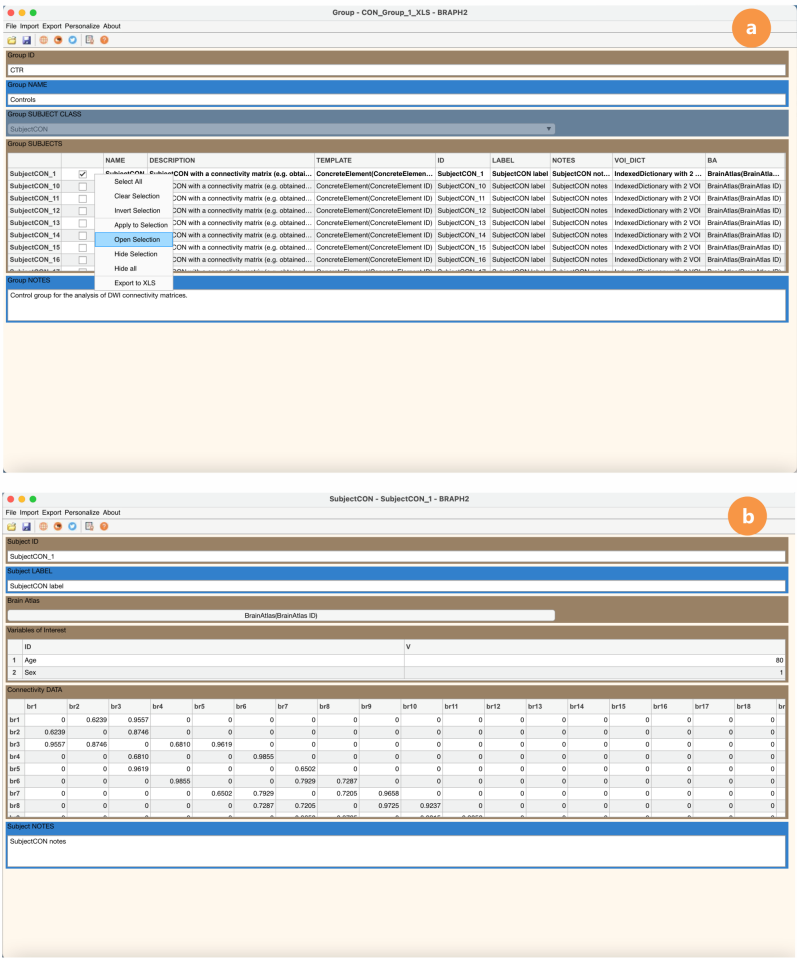 Group - CON_Group_1_XLS - BRAPH2
a
File Import Export Personalize About
Group ID
CTR
Group NAME
Controls
Group SUBJECT CLASS
SubjectCON
Group SUBJECTS
NAME DESCRIPTION TEMPLATE ID LABEL NOTES VOI_DICT BA
SubjectCON_1 SubjectCON SubjectCON with a connectivity matrix (e.g. obtai... ConcreteElement(ConcreteElemen... SubjectCON_1 SubjectCON label SubjectCON not... IndexedDictionary with 2 ... BrainAtlas(BrainAtla...
SubjectCON_10 CON with a connectivity matrix (e.g. obtained... ConcreteElement(ConcreteElement ID) SubjectCON_10 SubjectCON label SubjectCON notes IndexedDictionary with 2 VOI BrainAtlas(BrainAtlas ID)
SubjectCON_11 CON with a connectivity matrix (e.g. obtained... ConcreteElement(ConcreteElement ID) SubjectCON_11 SubjectCON label SubjectCON notes IndexedDictionary with 2 VOI BrainAtlas(BrainAtlas ID)
SubjectCON_12 CON with a connectivity matrix (e.g. obtained... ConcreteElement(ConcreteElement ID) SubjectCON_12 SubjectCON label SubjectCON notes IndexedDictionary with 2 VOI BrainAtlas(BrainAtlas ID)
SubjectCON_13 CON with a connectivity matrix (e.g. obtained... ConcreteElement(ConcreteElement ID) SubjectCON_13 SubjectCON label SubjectCON notes IndexedDictionary with 2 VOI BrainAtlas(BrainAtlas ID)
SubjectCON_14 CON with a connectivity matrix (e.g. obtained... ConcreteElement(ConcreteElement ID) SubjectCON_14 SubjectCON label SubjectCON notes IndexedDictionary with 2 VOI BrainAtlas(BrainAtlas ID)
SubjectCON_15 CON with a connectivity matrix (e.g. obtained... ConcreteElement(ConcreteElement ID) SubjectCON_15 SubjectCON label SubjectCON notes IndexedDictionary with 2 VOI BrainAtlas(BrainAtlas ID)
SubjectCON_16 CON with a connectivity matrix (e.g. obtained... ConcreteElement(ConcreteElement ID) SubjectCON_16 SubjectCON label SubjectCON notes IndexedDictionary with 2 VOI BrainAtlas(BrainAtlas ID)
Select All
Clear Selection
Invert Selection
Apply to Selection
Open Selection
Hide Selection
Hide all
Export to XLS
Group NOTES
Control group for the analysis of DWI connectivity matrices.
SubjectCON - SubjectCON_1 - BRAPH2
b
File Import Export Personalize About
Subject ID
SubjectCON_1
Subject LABEL
SubjectCON label
Brain Atlas
BrainAtlas(BrainAtlas ID)
Variables of Interest
ID V
1 Age 80
2 Sex 1
Connectivity DATA
br1 br2 br3 br4 br5 br6 br7 br8 br9 br10 br11 br12 br13 br14 br15 br16 br17 br18 br
br1 0 0.6239 0.9557 0 0 0 0 0 0 0 0 0 0 0 0 0 0 0
br2 0.6239 0 0.8746 0 0 0 0 0 0 0 0 0 0 0 0 0 0 0
br3 0.9557 0.8746 0 0.6810 0.9619 0 0 0 0 0 0 0 0 0 0 0 0 0
br4 0 0 0.6810 0 0 0.9855 0 0 0 0 0 0 0 0 0 0 0 0
br5 0 0 0.9619 0 0 0 0.6502 0 0 0 0 0 0 0 0 0 0 0
br6 0 0 0 0.9855 0 0 0.7929 0.7287 0 0 0 0 0 0 0 0 0 0
br7 0 0 0 0 0.6502 0.7929 0 0.7205 0.9658 0 0 0 0 0 0 0 0 0
br8 0 0 0 0 0 0.7287 0.7205 0 0.9725 0.9237 0 0 0 0 0 0 0 0
Subject NOTES
SubjectCON notes